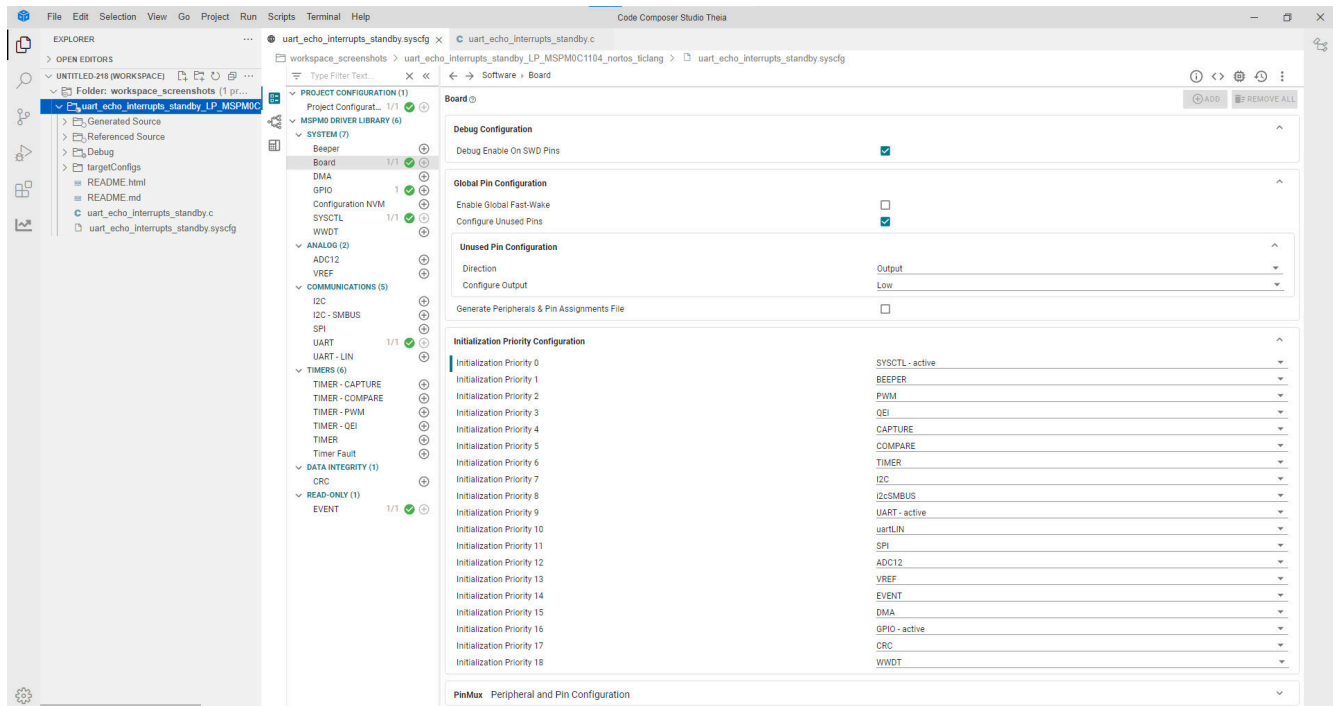 File Edit Selection View Go Project Run Scripts Terminal Help
Code Composer Studio Theia
EXPLORER
OPEN EDITORS
UNTITLED-218 (WORKSPACE)
Folder: workspace_screenshots (1 pr...
uart_echo_interrupts_standby_LP_MSPM0C
Generated Source
Referenced Source
Debug
targetConfigs
README.html
README.md
uart_echo_interrupts_standby.c
uart_echo_interrupts_standby.syscfg
uart_echo_interrupts_standby.syscfg
uart_echo_interrupts_standby.c
workspace_screenshots > uart_echo_interrupts_standby_LP_MSPM0C1104_nortos_ticlang > uart_echo_interrupts_standby.syscfg
Type Filter Text...
PROJECT CONFIGURATION (1)
Project Configurat... 1/1
MSPM0 DRIVER LIBRARY (6)
SYSTEM (7)
Beeper
Board 1/1
DMA
GPIO 1
Configuration NVM
SYSCTL 1/1
WWDT
ANALOG (2)
ADC12
VREF
COMMUNICATIONS (5)
I2C
I2C - SMBUS
SPI
UART 1/1
UART - LIN
TIMERS (6)
TIMER - CAPTURE
TIMER - COMPARE
TIMER - PWM
TIMER - QEI
TIMER
Timer Fault
DATA INTEGRITY (1)
CRC
READ-ONLY (1)
EVENT 1/1
Software > Board
Board
ADD
REMOVE ALL
Debug Configuration
Debug Enable On SWD Pins
Global Pin Configuration
Enable Global Fast-Wake
Configure Unused Pins
Unused Pin Configuration
Direction Output
Configure Output Low
Generate Peripherals & Pin Assignments File
Initialization Priority Configuration
Initialization Priority 0 SYSCTL - active
Initialization Priority 1 BEEPER
Initialization Priority 2 PWM
Initialization Priority 3 QEI
Initialization Priority 4 CAPTURE
Initialization Priority 5 COMPARE
Initialization Priority 6 TIMER
Initialization Priority 7 I2C
Initialization Priority 8 i2cSMBUS
Initialization Priority 9 UART - active
Initialization Priority 10 uartLIN
Initialization Priority 11 SPI
Initialization Priority 12 ADC12
Initialization Priority 13 VREF
Initialization Priority 14 EVENT
Initialization Priority 15 DMA
Initialization Priority 16 GPIO - active
Initialization Priority 17 CRC
Initialization Priority 18 WWDT
PinMux Peripheral and Pin Configuration